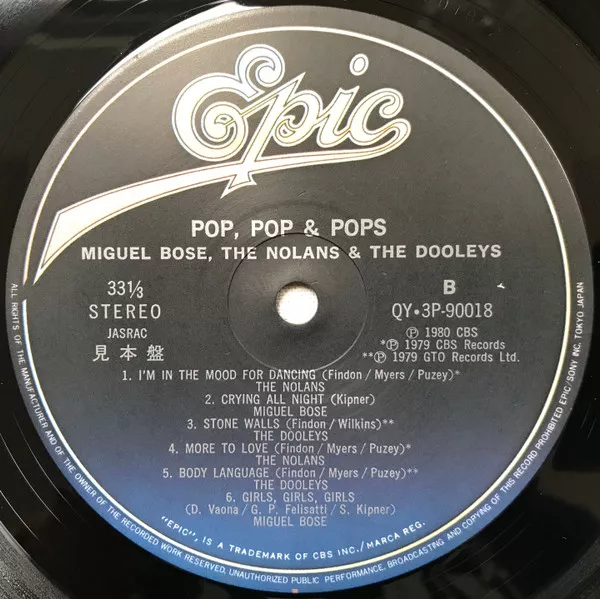 Epic
POP, POP & POPS
MIGUEL BOSE, THE NOLANS & THE DOOLEYS
33⅓
STEREO
JASRAC
見本盤
B
QY•3P-90018
Ⓟ 1980 CBS
*Ⓟ 1979 CBS Records
**Ⓟ 1979 GTO Records Ltd.
1. I'M IN THE MOOD FOR DANCING (Findon/Myers/Puzey)*
THE NOLANS
2. CRYING ALL NIGHT (Kipner)
MIGUEL BOSE
3. STONE WALLS (Findon/Wilkins)**
THE DOOLEYS
4. MORE TO LOVE (Findon/Myers/Puzey)*
THE NOLANS
5. BODY LANGUAGE (Findon/Myers/Puzey)**
THE DOOLEYS
6. GIRLS, GIRLS, GIRLS
(D. Vaona/G. P. Felisatti/S. Kipner)
MIGUEL BOSE
"EPIC", IS A TRADEMARK OF CBS INC./MARCA REG.
ALL RIGHTS OF THE MANUFACTURER AND OF THE OWNER OF THE RECORDED WORK RESERVED, UNAUTHORIZED PUBLIC PERFORMANCE, BROADCASTING AND COPYING OF THIS RECORD PROHIBITED EPIC/SONY INC. TOKYO JAPAN